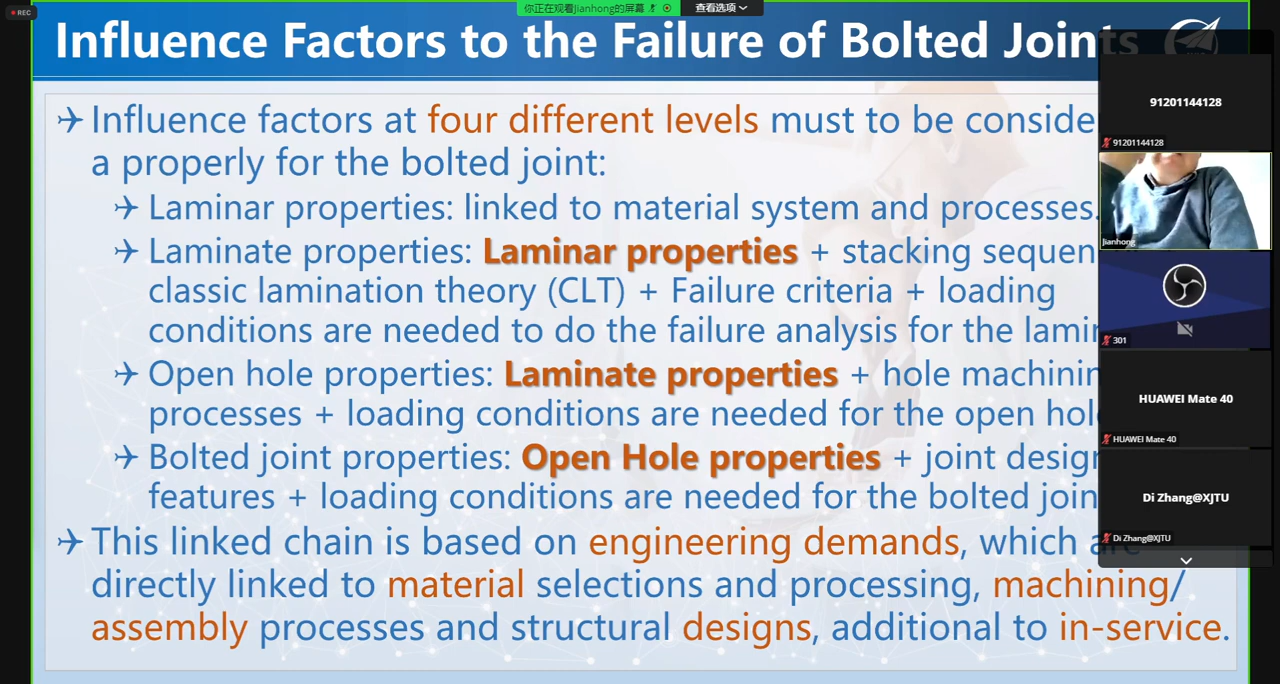 REC
你正在观看Jianhong的屏幕
查看选项
Influence Factors to the Failure of Bolted Joints
Influence factors at four different levels must to be conside
a properly for the bolted joint:
Laminar properties: linked to material system and processes.
Laminate properties: Laminar properties + stacking sequen
classic lamination theory (CLT) + Failure criteria + loading
conditions are needed to do the failure analysis for the lamin
Open hole properties: Laminate properties + hole machinin
processes + loading conditions are needed for the open hol
Bolted joint properties: Open Hole properties + joint design
features + loading conditions are needed for the bolted join
This linked chain is based on engineering demands, which are
directly linked to material selections and processing, machining/
assembly processes and structural designs, additional to in-service.
91201144128
91201144128
Jianhong
301
HUAWEI Mate 40
HUAWEI Mate 40
Di Zhang@XJTU
Di Zhang@XJTU